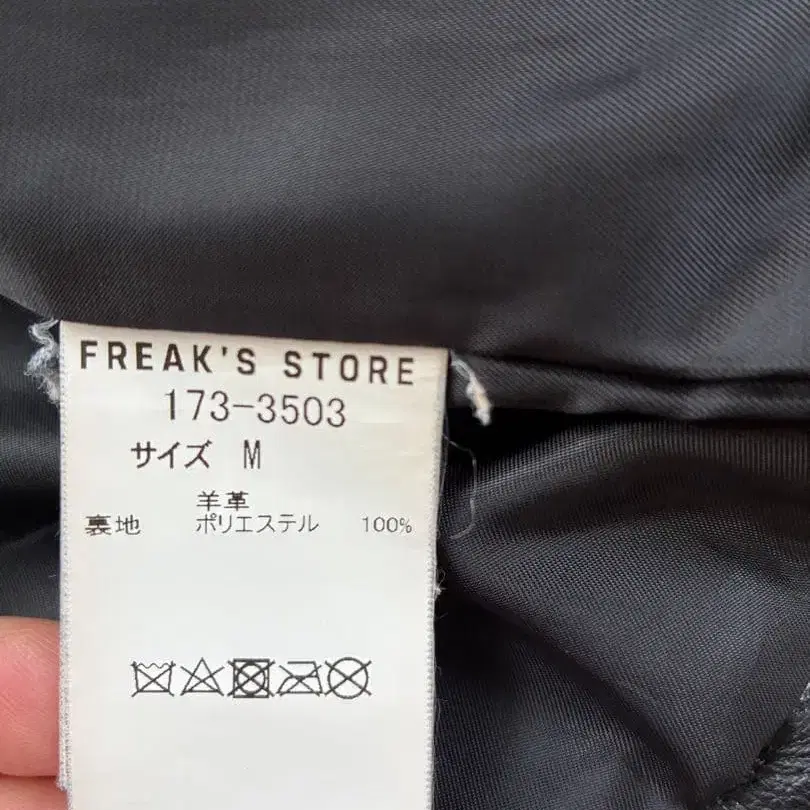 FREAK'S STORE
173-3503
サイズ M
羊革
裏地 ポリエステル 100%